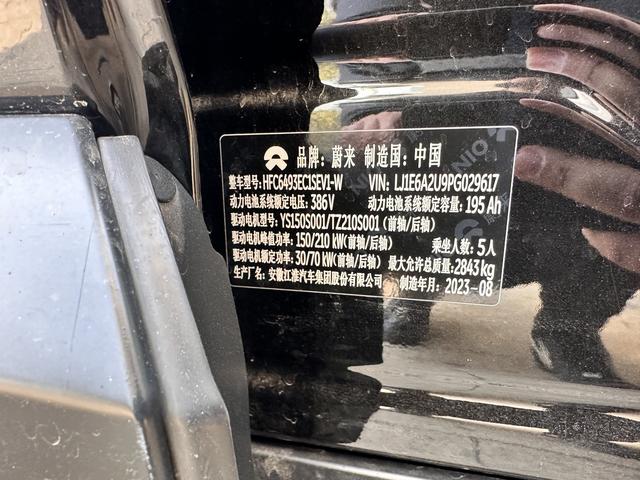 品牌：蔚来 制造国：中国
整车型号：HFC6493EC1SEV1-W VIN：LJ1E6A2U9PG029617
动力电池系统额定电压：386V 动力电池系统额定容量：195Ah
驱动电机型号：YS150S001/TZ210S001（前轴/后轴）
驱动电机峰值功率：150/210 kW（前轴/后轴） 乘坐人数：5人
驱动电机额定功率：30/70 kW（前轴/后轴） 最大允许总质量：2843kg
生产厂名：安徽江淮汽车集团股份有限公司 制造年月：2023-08